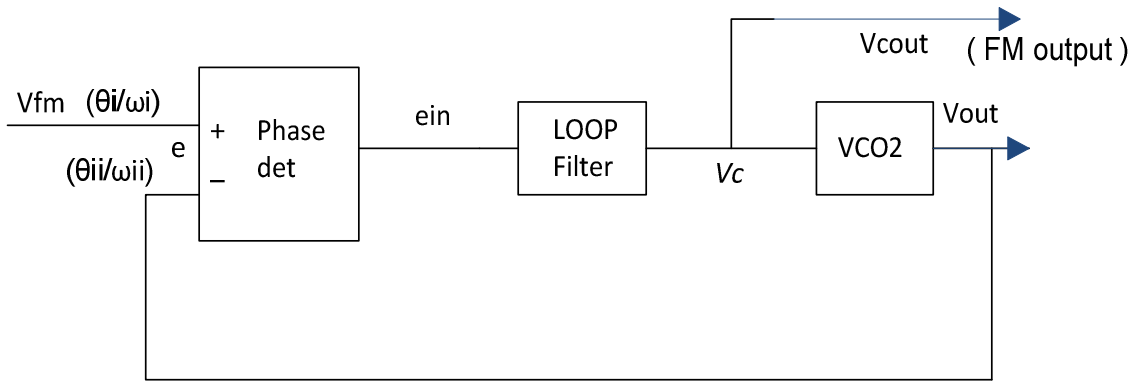 Vcout
( FM output )
Vfm (θi/ωi)
+
Phase
det
e
(θii/ωii)
−
ein
LOOP
Filter
Vc
VCO2
Vout